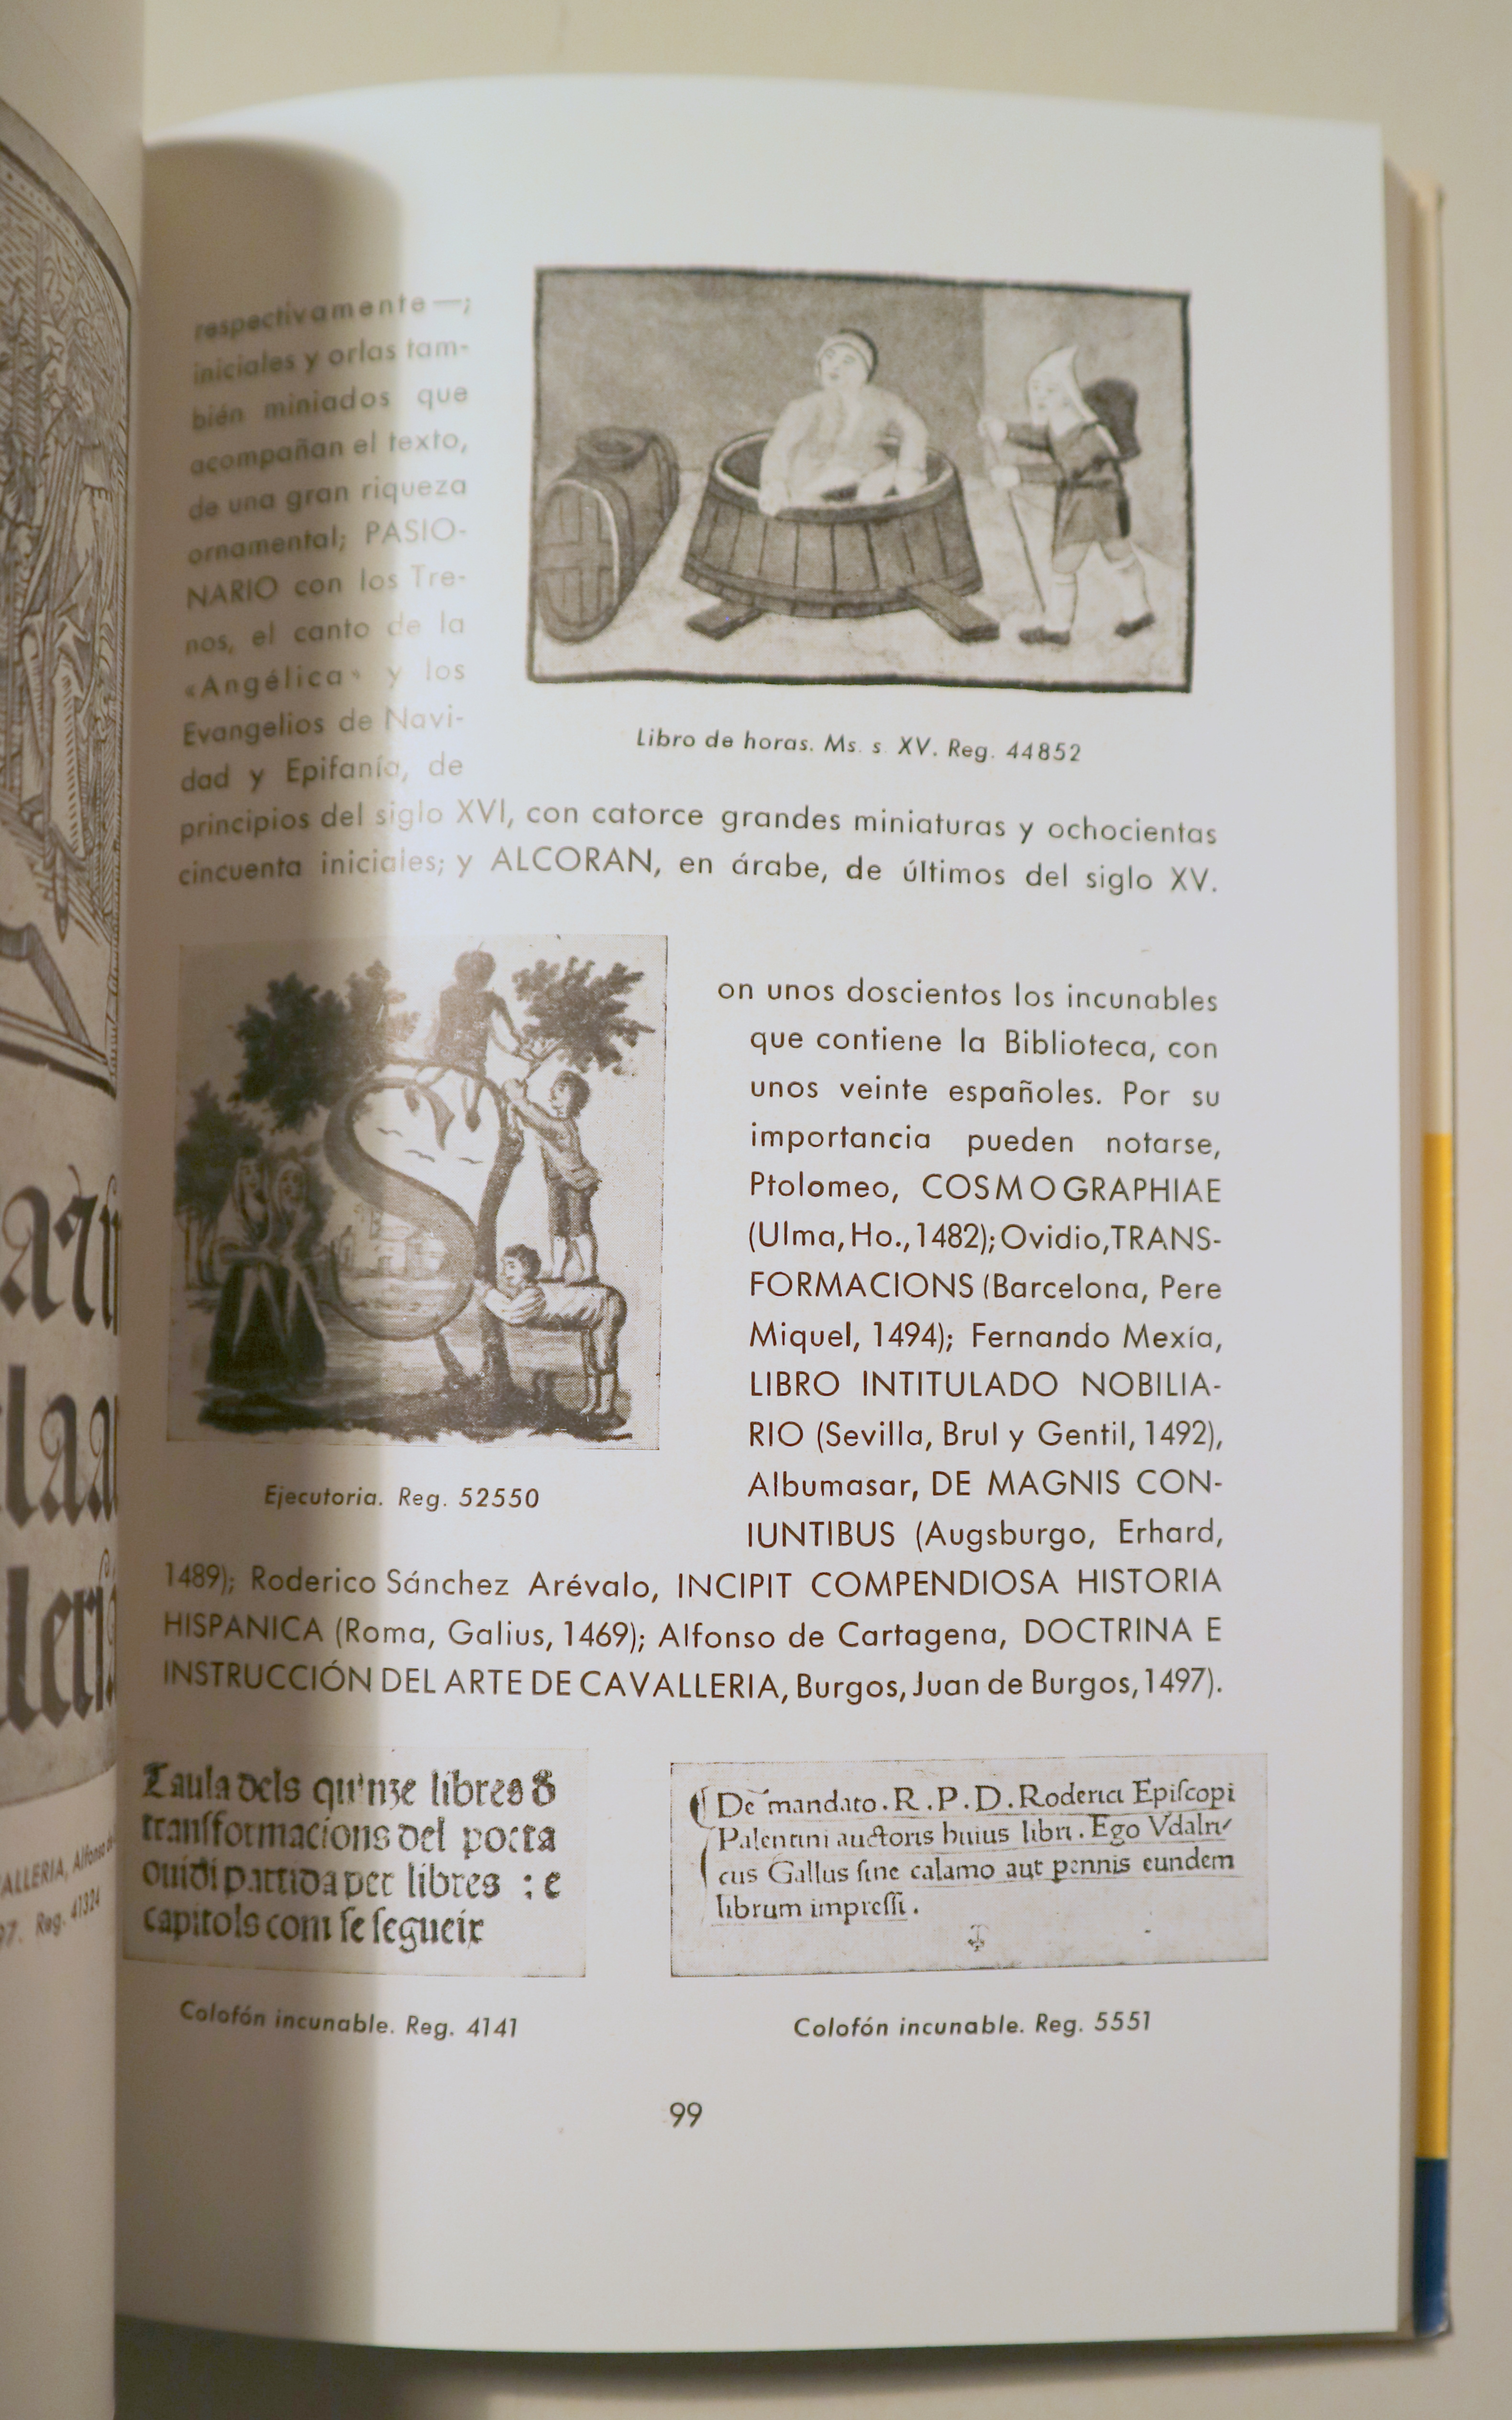 respectivamente—;
iniciales y orlas tam-
bién miniados que
acompañan el texto,
de una gran riqueza
ornamental; PASIO-
NARIO con los Tre-
nos, el canto de la
«Angélica» y los
Evangelios de Navi-
dad y Epifanía, de
principios del siglo XVI, con catorce grandes miniaturas y ochocientas
cincuenta iniciales; y ALCORAN, en árabe, de últimos del siglo XV.
Libro de horas. Ms. s XV. Reg. 44852
S
on unos doscientos los incunables
que contiene la Biblioteca, con
unos veinte españoles. Por su
importancia pueden notarse,
Ptolomeo, COSMOGRAPHIAE
(Ulma, Ho., 1482); Ovidio, TRANS-
FORMACIONS (Barcelona, Pere
Miquel, 1494); Fernando Mexía,
LIBRO INTITULADO NOBILIA-
RIO (Sevilla, Brul y Gentil, 1492),
Albumasar, DE MAGNIS CON-
IUNTIBUS (Augsburgo, Erhard,
1489); Roderico Sánchez Arévalo, INCIPIT COMPENDIOSA HISTORIA
HISPANICA (Roma, Galius, 1469); Alfonso de Cartagena, DOCTRINA E
INSTRUCCIÓN DEL ARTE DE CAVALLERIA, Burgos, Juan de Burgos, 1497).
Ejecutoria. Reg. 52550
Taula dels quinze libres d
transformacions del poeta
ouidi partida per libres : e
capitols com se segueix
Colofón incunable. Reg. 4141
De mandato. R. P. D. Roderici Episcopi
Palentini auctoris huius libri. Ego Vdalri
cus Gallus sine calamo aut pennis eundem
librum impressi.
Colofón incunable. Reg. 5551
99
ALLERIA, Alfonso de
97. Reg. 41324